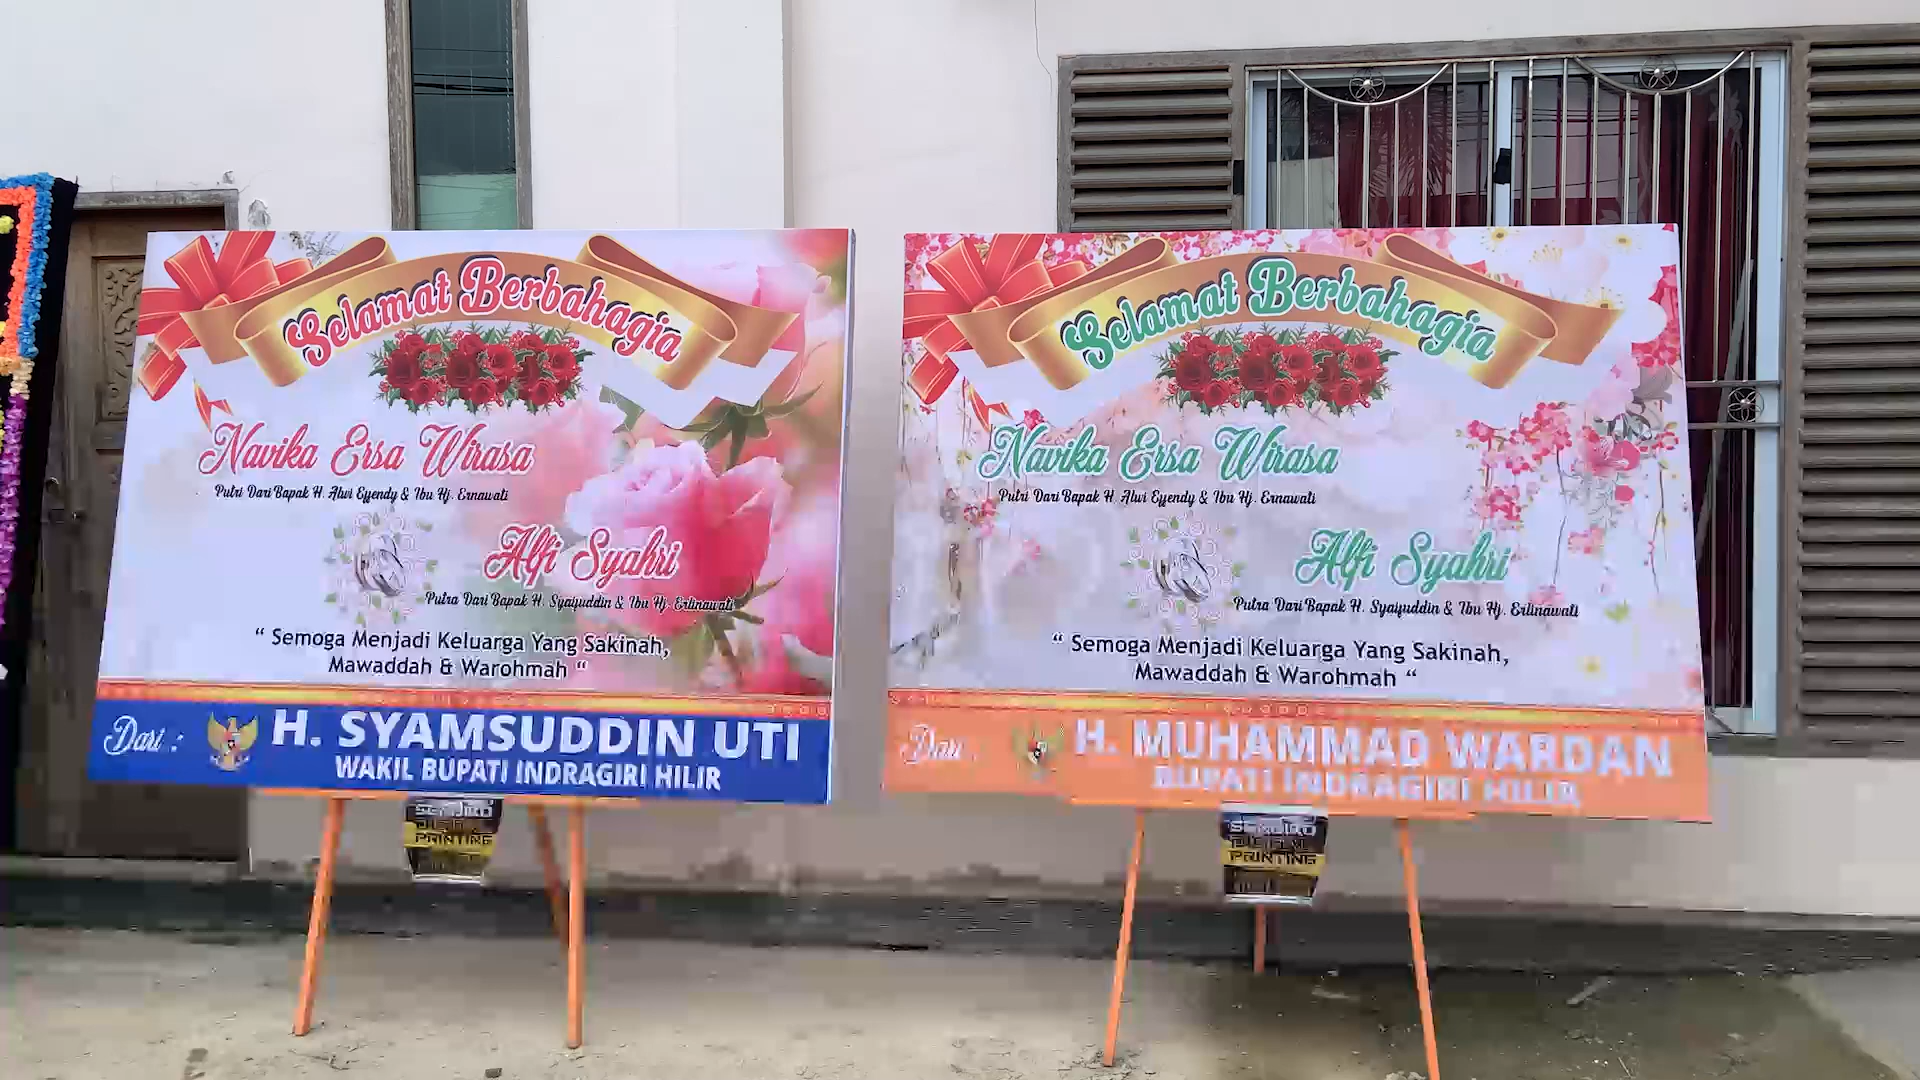 Selamat Berbahagia
Navika Ersa Wirasa
Putri Dari Bapak H. Alwi Effendy & Ibu Hj. Ernawati
Alfi Syahri
Putra Dari Bapak H. Syaifuddin & Ibu Hj. Erlinawati
“ Semoga Menjadi Keluarga Yang Sakinah,
Mawaddah & Warohmah “
Dari :
H. SYAMSUDDIN UTI
WAKIL BUPATI INDRAGIRI HILIR
PRINTING
Selamat Berbahagia
Navika Ersa Wirasa
Putri Dari Bapak H. Alwi Effendy & Ibu Hj. Ernawati
Alfi Syahri
Putra Dari Bapak H. Syaifuddin & Ibu Hj. Erlinawati
“ Semoga Menjadi Keluarga Yang Sakinah,
Mawaddah & Warohmah “
Dari :
H. MUHAMMAD WARDAN
BUPATI INDRAGIRI HILIR
PRINTING